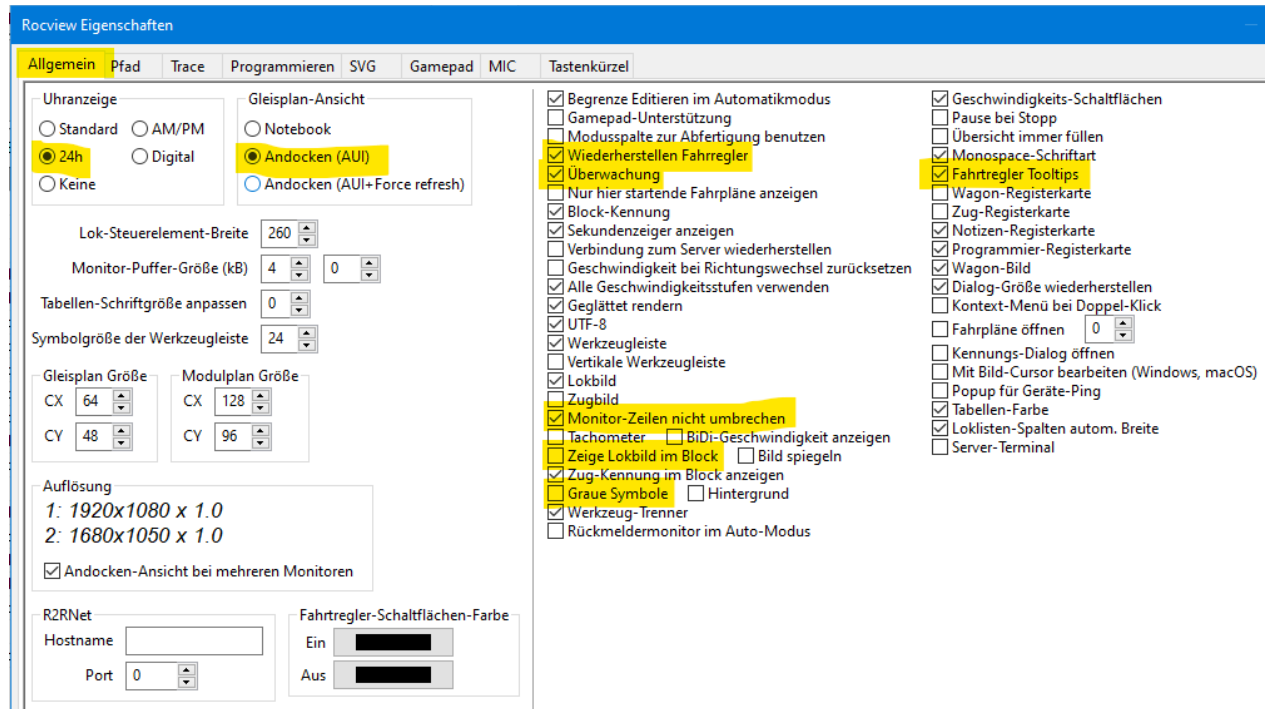 Rocview Eigenschaften
Allgemein Pfad Trace Programmieren SVG Gamepad MIC Tastenkürzel
Uhranzeige
Standard AM/PM
24h Digital
Keine
Gleisplan-Ansicht
Notebook
Andocken (AUI)
Andocken (AUI+Force refresh)
Lok-Steuerelement-Breite 260
Monitor-Puffer-Größe (kB) 4 0
Tabellen-Schriftgröße anpassen 0
Symbolgröße der Werkzeugleiste 24
Gleisplan Größe
CX 64
CY 48
Modulplan Größe
CX 128
CY 96
Auflösung
1: 1920x1080 x 1.0
2: 1680x1050 x 1.0
Andocken-Ansicht bei mehreren Monitoren
R2RNet
Hostname
Port 0
Fahrtregler-Schaltflächen-Farbe
Ein
Aus
Begrenze Editieren im Automatikmodus
Gamepad-Unterstützung
Modusspalte zur Abfertigung benutzen
Wiederherstellen Fahrregler
Überwachung
Nur hier startende Fahrpläne anzeigen
Block-Kennung
Sekundenzeiger anzeigen
Verbindung zum Server wiederherstellen
Geschwindigkeit bei Richtungswechsel zurücksetzen
Alle Geschwindigkeitsstufen verwenden
Geglättet rendern
UTF-8
Werkzeugleiste
Vertikale Werkzeugleiste
Lokbild
Zugbild
Monitor-Zeilen nicht umbrechen
Tachometer BiDi-Geschwindigkeit anzeigen
Zeige Lokbild im Block Bild spiegeln
Zug-Kennung im Block anzeigen
Graue Symbole Hintergrund
Werkzeug-Trenner
Rückmeldermonitor im Auto-Modus
Geschwindigkeits-Schaltflächen
Pause bei Stopp
Übersicht immer füllen
Monospace-Schriftart
Fahrtregler Tooltips
Wagon-Registerkarte
Zug-Registerkarte
Notizen-Registerkarte
Programmier-Registerkarte
Wagon-Bild
Dialog-Größe wiederherstellen
Kontext-Menü bei Doppel-Klick
Fahrpläne öffnen 0
Kennungs-Dialog öffnen
Mit Bild-Cursor bearbeiten (Windows, macOS)
Popup für Geräte-Ping
Tabellen-Farbe
Loklisten-Spalten autom. Breite
Server-Terminal